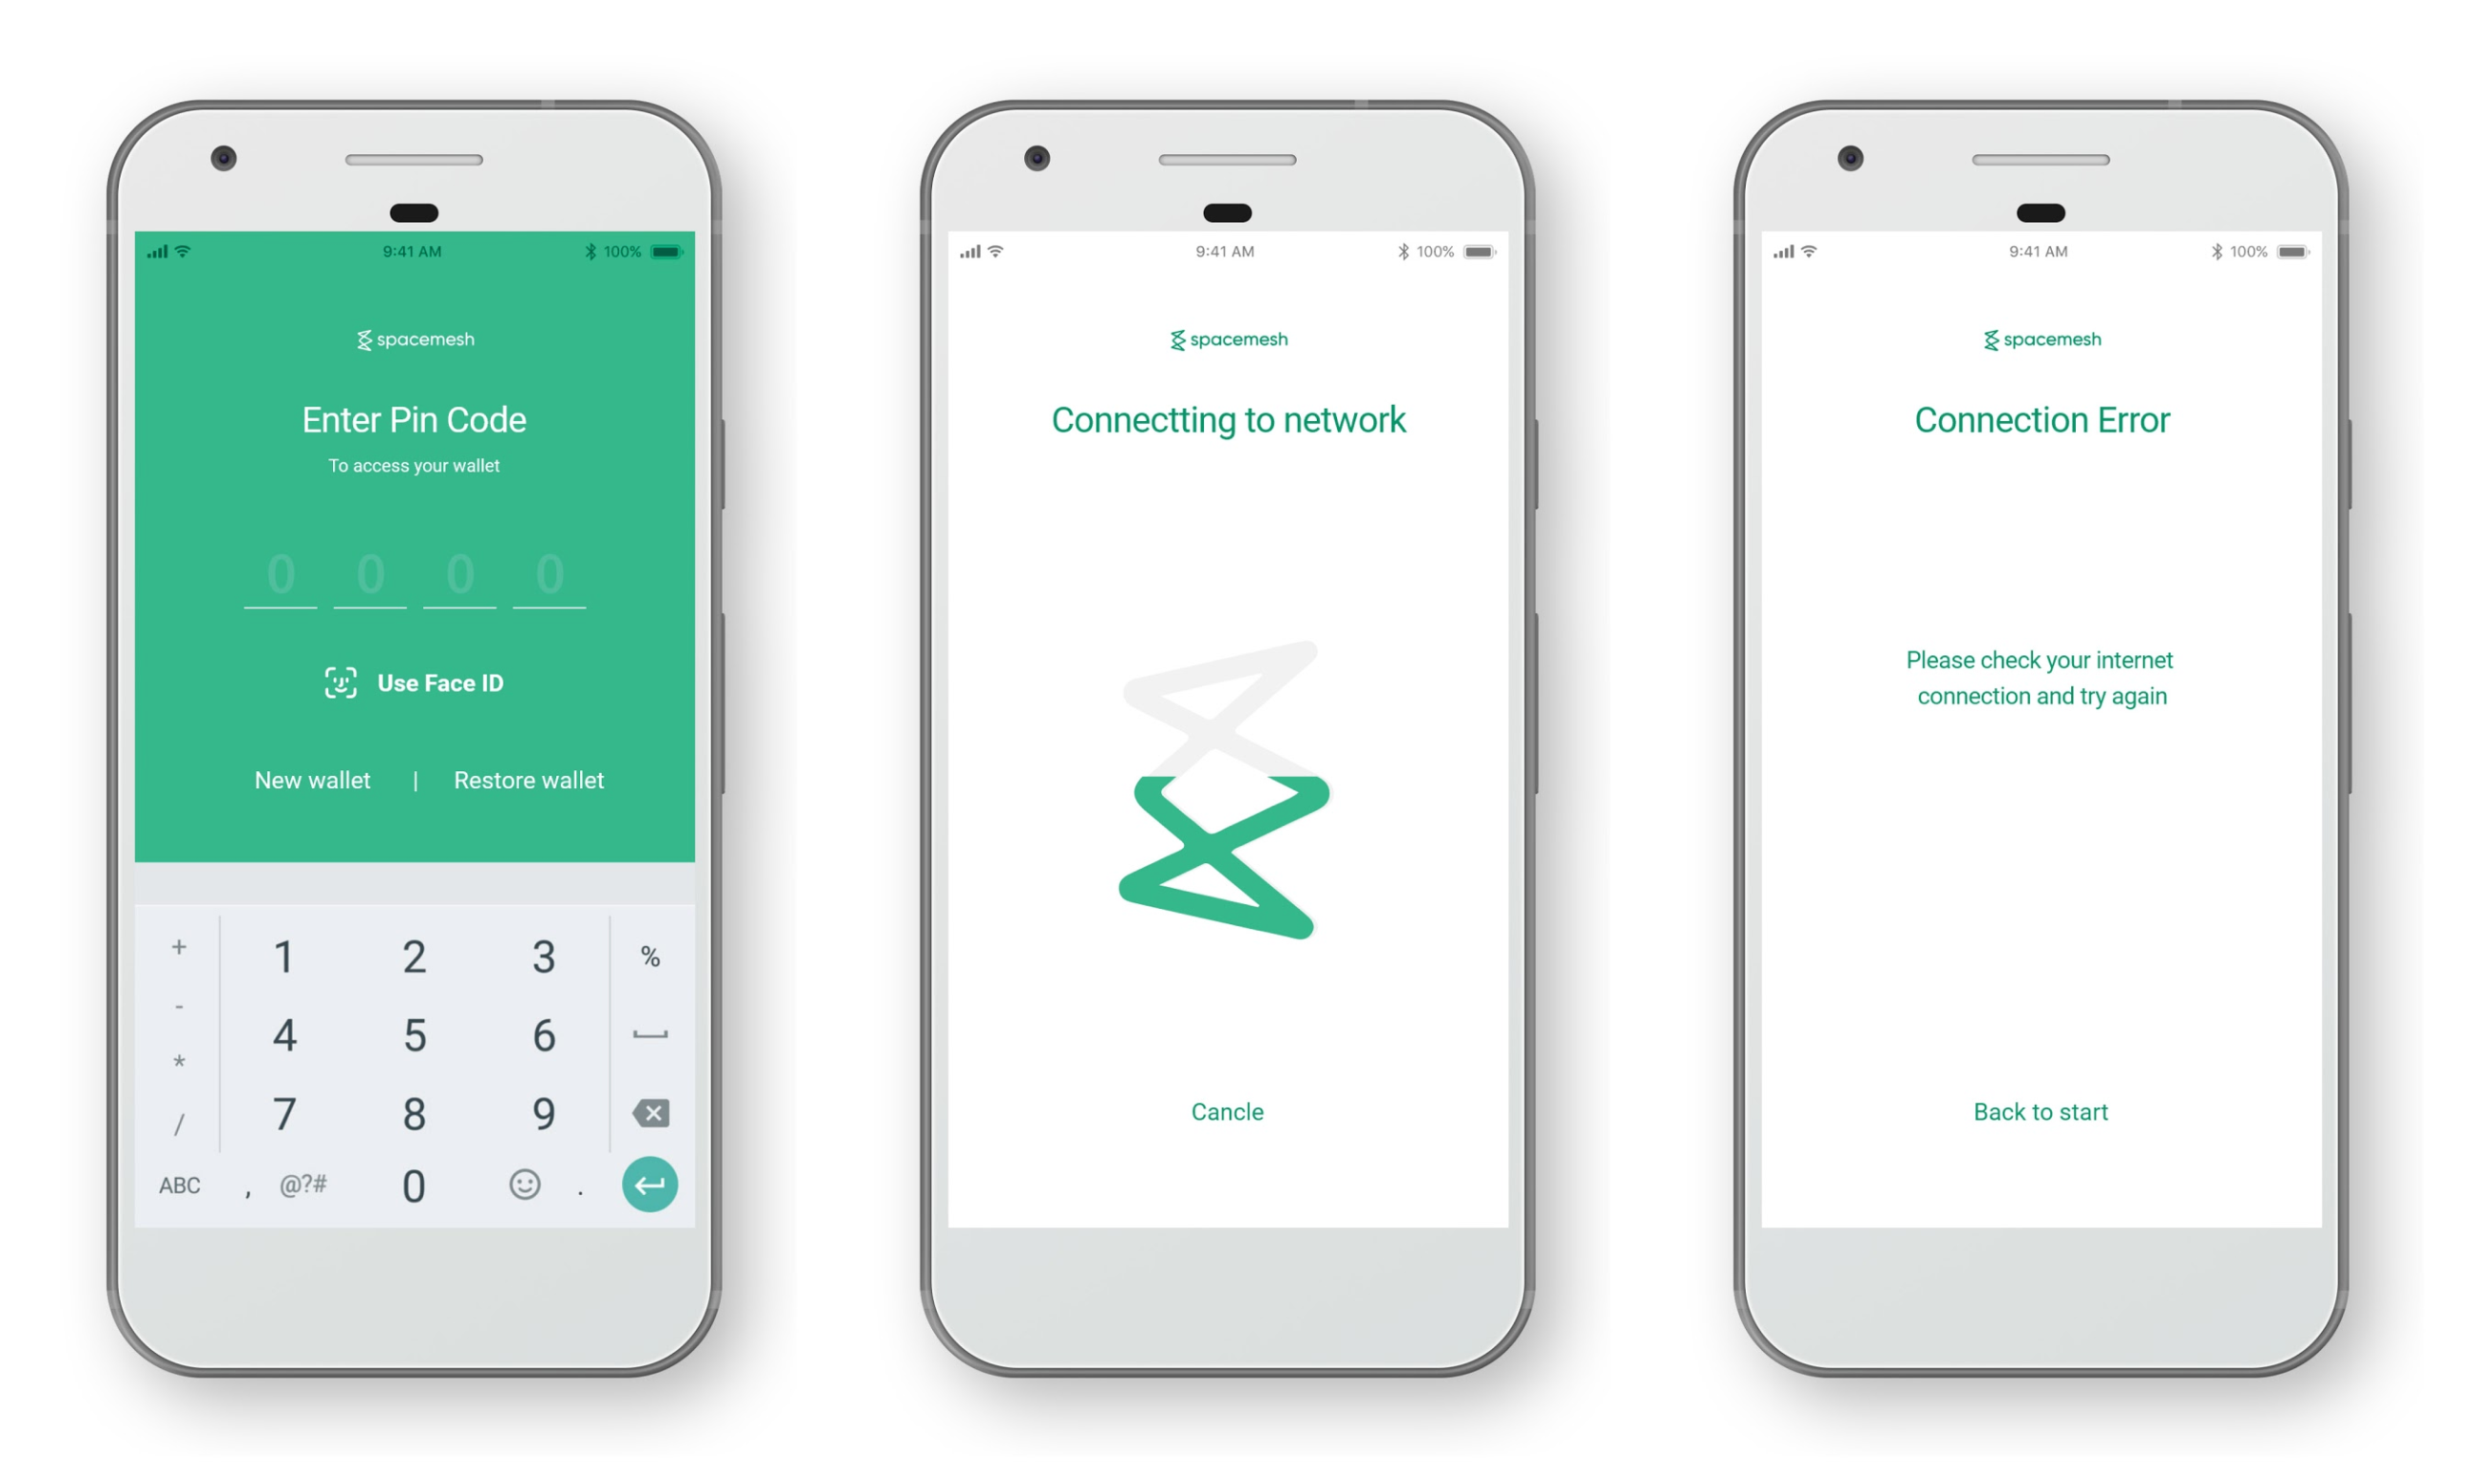 9:41 AM 100%
spacemesh
Enter Pin Code
To access your wallet
0 0 0 0
Use Face ID
New wallet | Restore wallet
+ 1 2 3 %
- 4 5 6
* 7 8 9
/
ABC , @?# 0 .
9:41 AM 100%
spacemesh
Connectting to network
Cancle
9:41 AM 100%
spacemesh
Connection Error
Please check your internet
connection and try again
Back to start